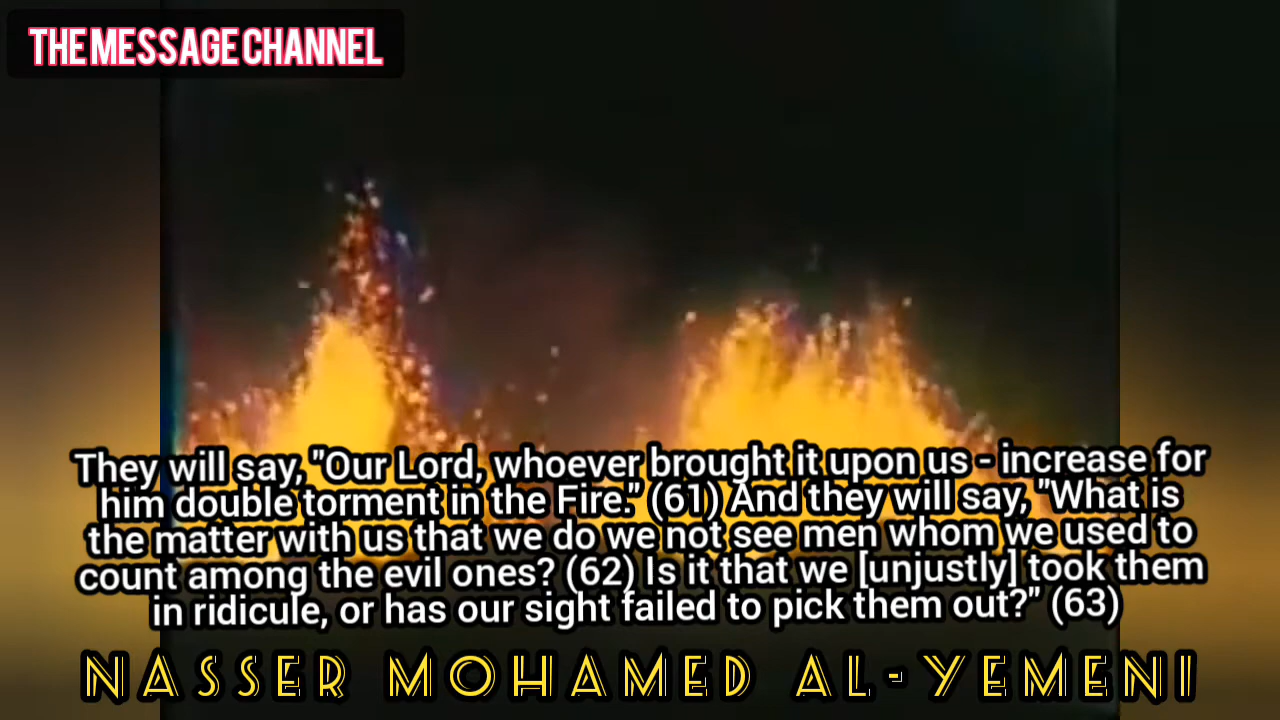 THE MESSAGE CHANNEL
They will say, "Our Lord, whoever brought it upon us - increase for
him double torment in the Fire." (61) And they will say, "What is
the matter with us that we do we not see men whom we used to
count among the evil ones? (62) Is it that we [unjustly] took them
in ridicule, or has our sight failed to pick them out?" (63)
NASSER MOHAMED AL-YEMENI